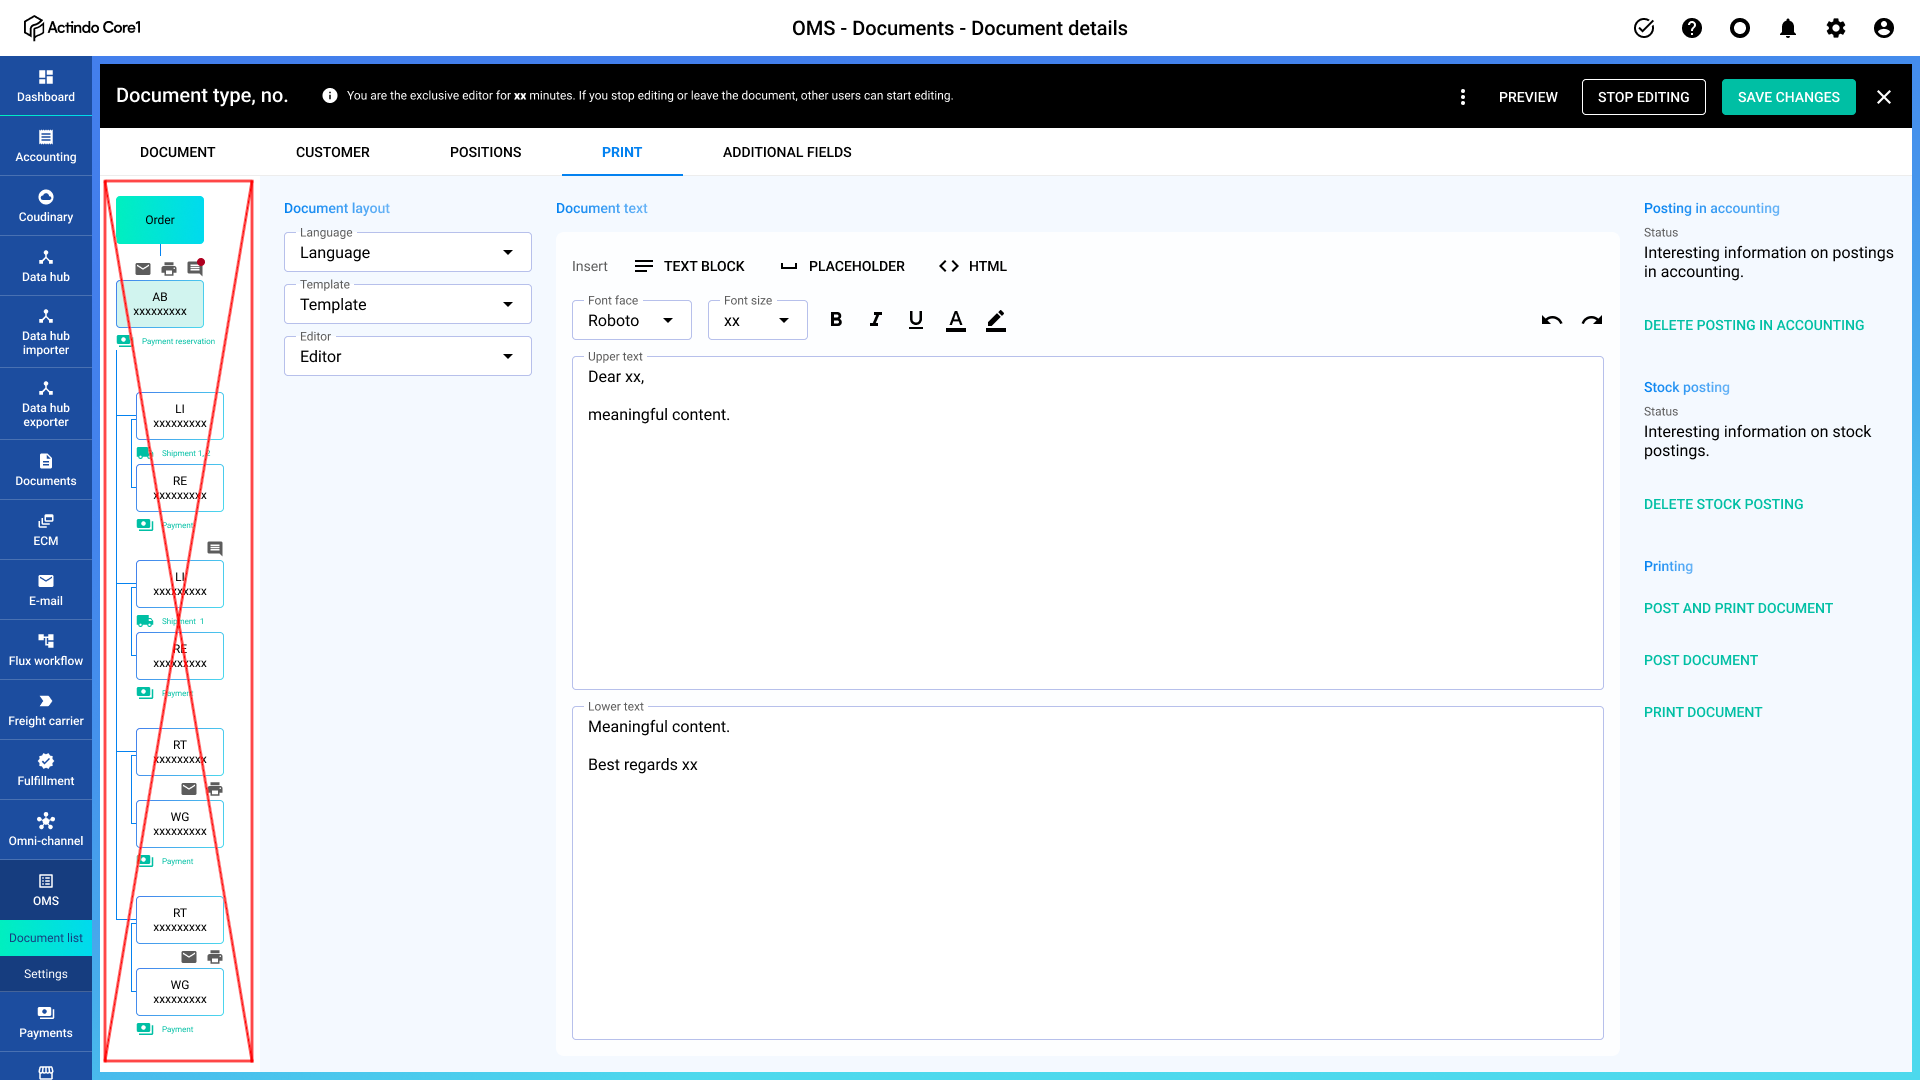 Actindo Core1
OMS - Documents - Document details
Dashboard
Accounting
Coudinary
Data hub
Data hub
importer
Data hub
exporter
Documents
ECM
E-mail
Flux workflow
Freight carrier
Fulfillment
Omni-channel
OMS
Document list
Settings
Payments
Document type, no.
You are the exclusive editor for xx minutes. If you stop editing or leave the document, other users can start editing.
PREVIEW
STOP EDITING
SAVE CHANGES
DOCUMENT
CUSTOMER
POSITIONS
PRINT
ADDITIONAL FIELDS
Order
AB
xxxxxxxxx
Payment reservation
LI
xxxxxxxxx
Shipment 1, 2
RE
xxxxxxxxx
Payment
LI
xxxxxxxxx
Shipment 1
RE
xxxxxxxxx
Payment
RT
xxxxxxxxx
WG
xxxxxxxxx
Payment
RT
xxxxxxxxx
WG
xxxxxxxxx
Payment
Document layout
Language
Language
Template
Template
Editor
Editor
Document text
Insert
TEXT BLOCK
PLACEHOLDER
HTML
Font face
Roboto
Font size
xx
B
I
U
A
Upper text
Dear xx,
meaningful content.
Lower text
Meaningful content.
Best regards xx
Posting in accounting
Status
Interesting information on postings
in accounting.
DELETE POSTING IN ACCOUNTING
Stock posting
Status
Interesting information on stock
postings.
DELETE STOCK POSTING
Printing
POST AND PRINT DOCUMENT
POST DOCUMENT
PRINT DOCUMENT